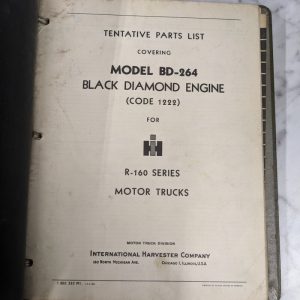 TENTATIVE PARTS LIST
COVERING
MODEL BD-264
BLACK DIAMOND ENGINE
(CODE 1222)
FOR
IH
R-160 SERIES
MOTOR TRUCKS
MOTOR TRUCK DIVISION
INTERNATIONAL HARVESTER COMPANY
180 NORTH MICHIGAN AVE. CHICAGO 1, ILLINOIS, U.S.A.